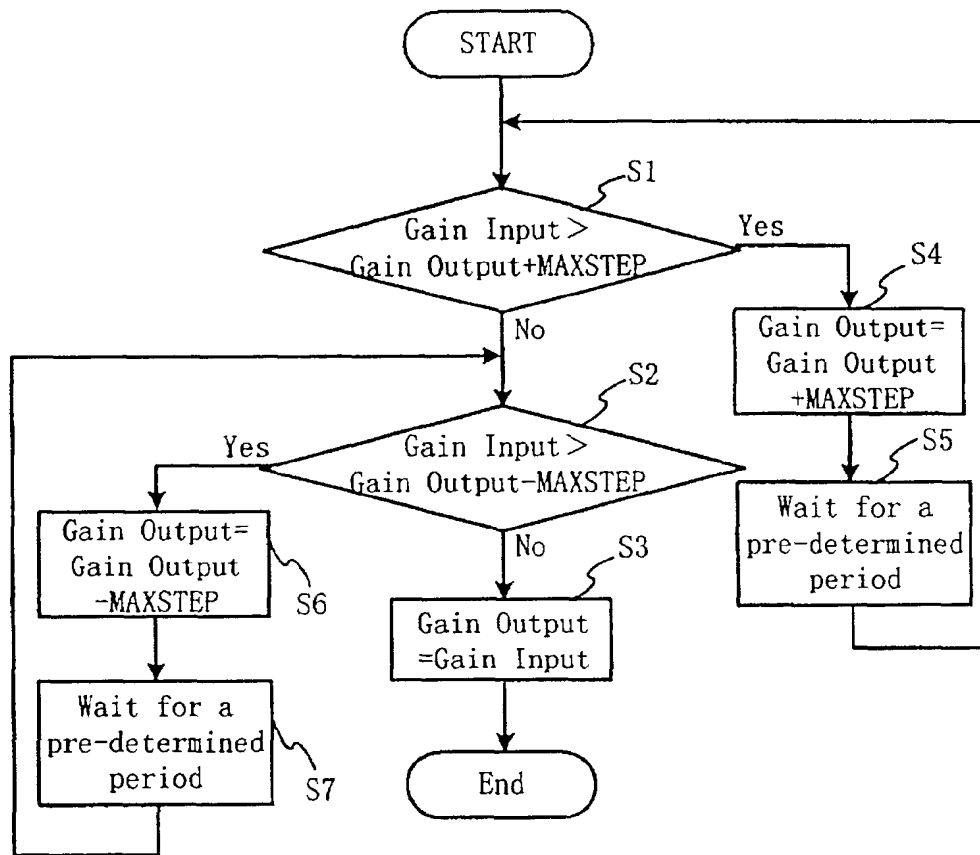 START
S1
Gain Input >
Gain Output+MAXSTEP
Yes
No
S4
Gain Output=
Gain Output
+MAXSTEP
S2
Gain Input >
Gain Output-MAXSTEP
Yes
No
S5
Wait for a
pre-determined
period
Gain Output=
Gain Output
-MAXSTEP
S6
S3
Gain Output
=Gain Input
Wait for a
pre-determined
period
S7
End